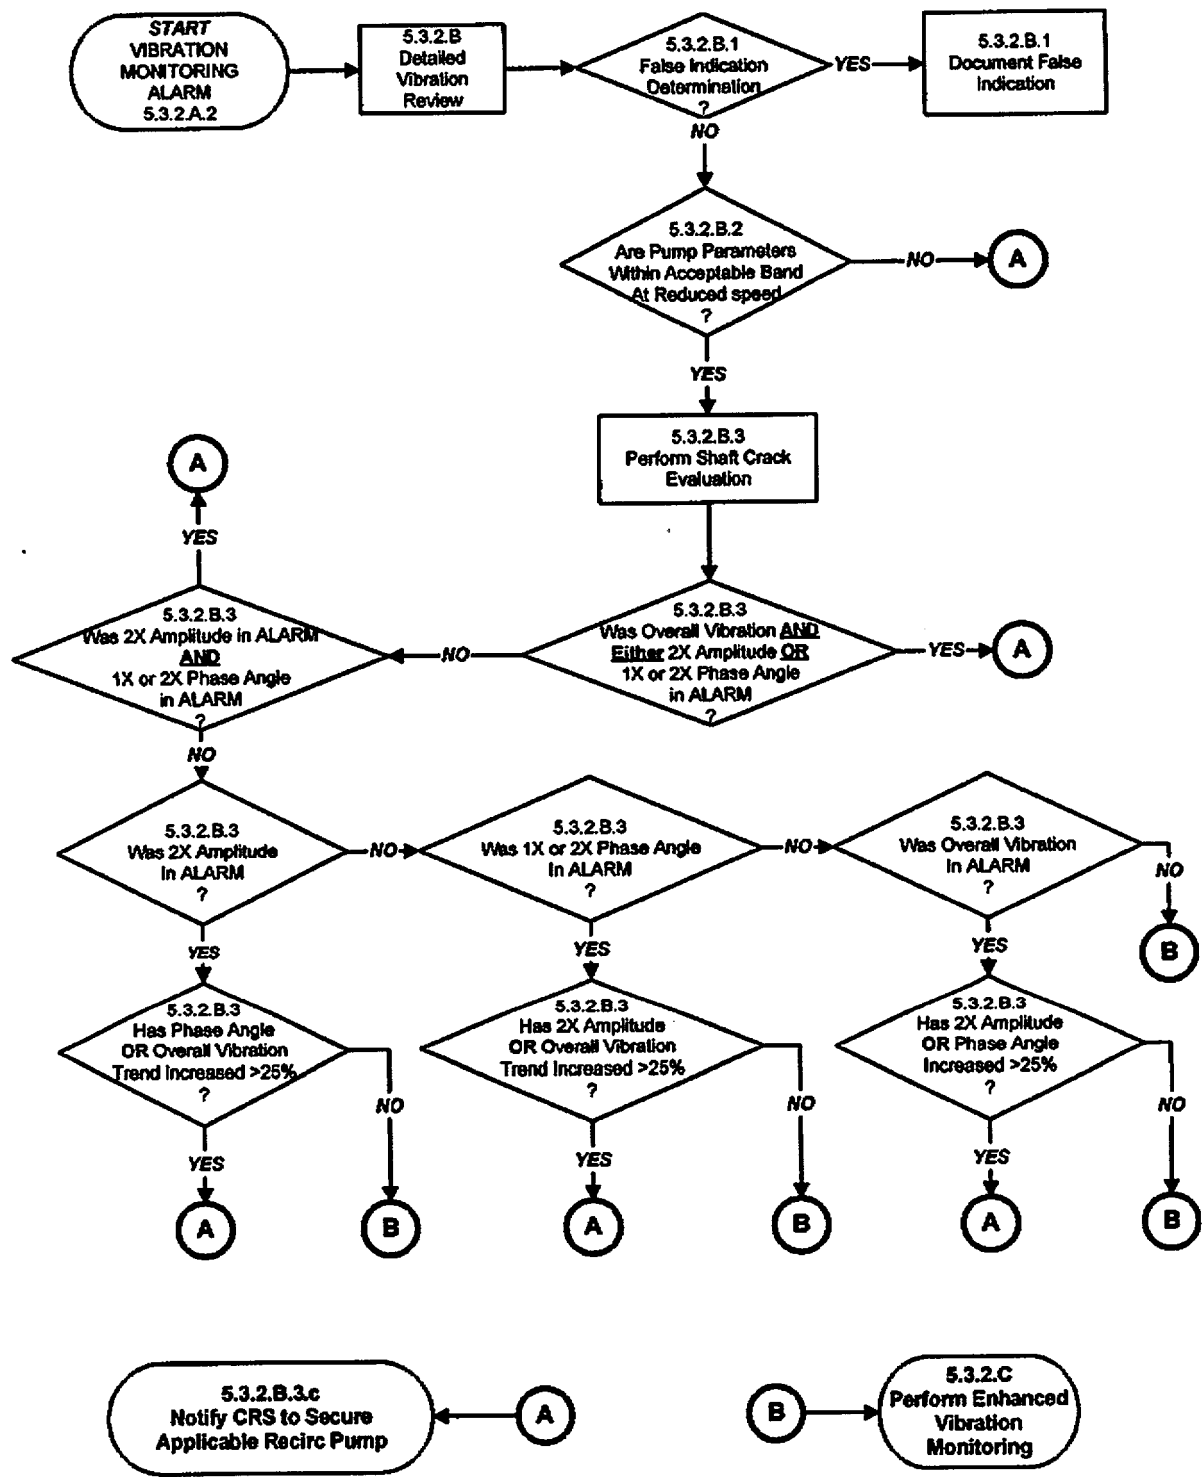 START
VIBRATION
MONITORING
ALARM
5.3.2.A.2
5.3.2.B
Detailed
Vibration
Review
5.3.2.B.1
False Indication
Determination
?
YES
5.3.2.B.1
Document False
Indication
NO
5.3.2.B.2
Are Pump Parameters
Within Acceptable Band
At Reduced speed
?
NO
A
YES
5.3.2.B.3
Perform Shaft Crack
Evaluation
A
YES
5.3.2.B.3
Was 2X Amplitude in ALARM
AND
1X or 2X Phase Angle
in ALARM
?
NO
5.3.2.B.3
Was Overall Vibration AND
Either 2X Amplitude OR
1X or 2X Phase Angle
in ALARM
?
YES
A
NO
5.3.2.B.3
Was 2X Amplitude
In ALARM
?
NO
5.3.2.B.3
Was 1X or 2X Phase Angle
In ALARM
?
NO
5.3.2.B.3
Was Overall Vibration
In ALARM
?
NO
B
YES
YES
YES
5.3.2.B.3
Has Phase Angle
OR Overall Vibration
Trend Increased >25%
?
NO
5.3.2.B.3
Has 2X Amplitude
OR Overall Vibration
Trend Increased >25%
?
NO
5.3.2.B.3
Has 2X Amplitude
OR Phase Angle
Increased >25%
?
NO
YES
YES
YES
A
B
A
B
A
B
5.3.2.B.3.c
Notify CRS to Secure
Applicable Recirc Pump
A
B
5.3.2.C
Perform Enhanced
Vibration
Monitoring